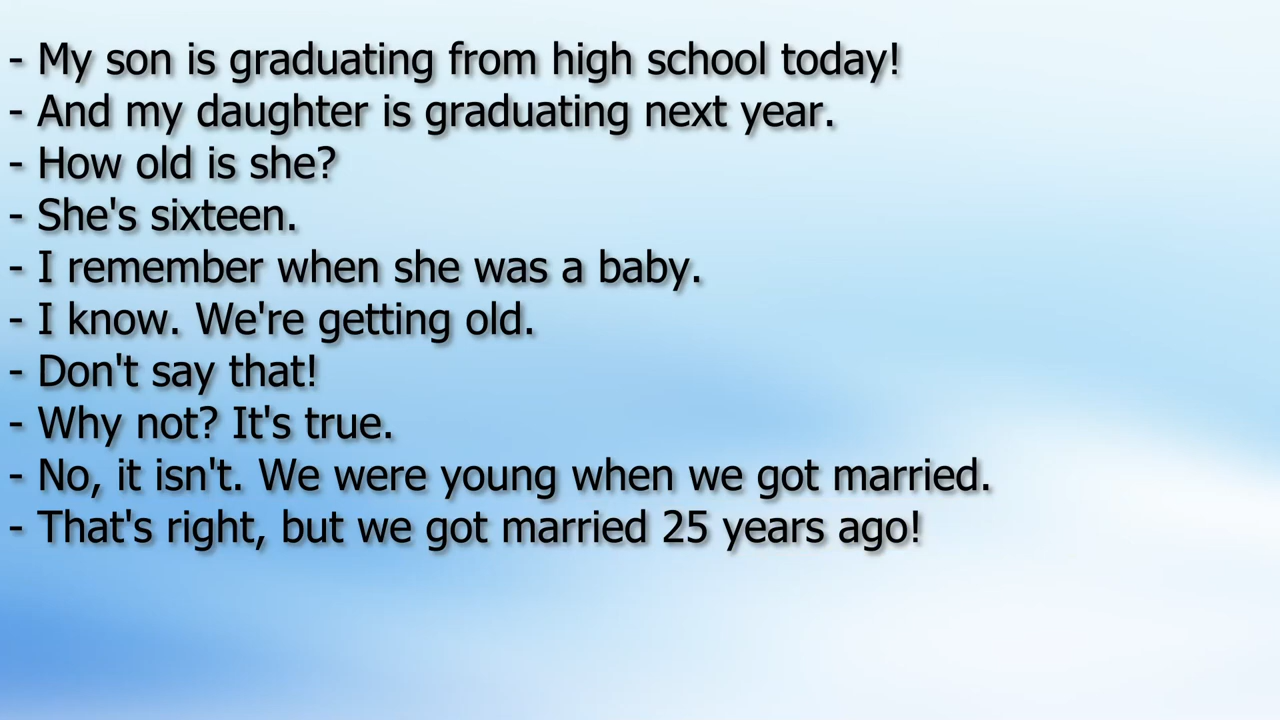 - My son is graduating from high school today!
- And my daughter is graduating next year.
- How old is she?
- She's sixteen.
- I remember when she was a baby.
- I know. We're getting old.
- Don't say that!
- Why not? It's true.
- No, it isn't. We were young when we got married.
- That's right, but we got married 25 years ago!